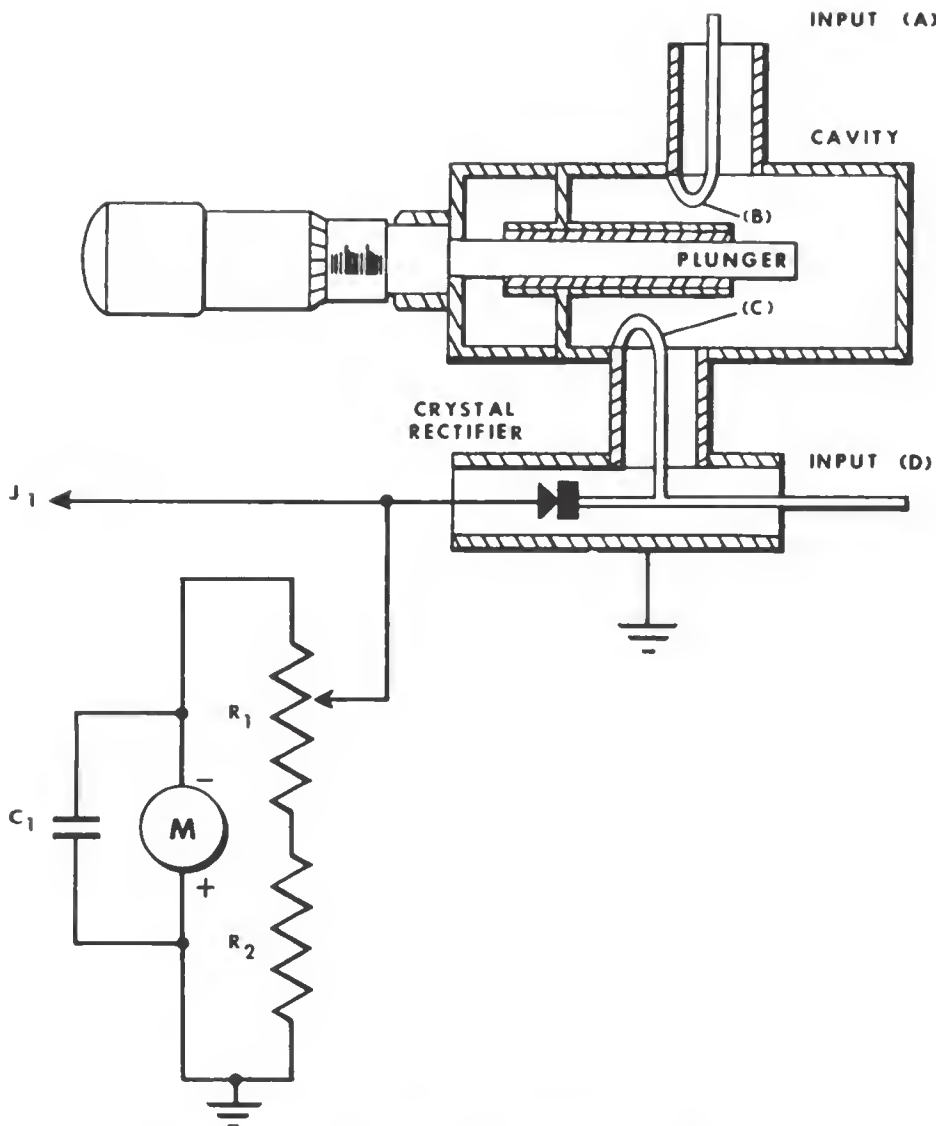 INPUT (A)
CAVITY
(B)
PLUNGER
(C)
CRYSTAL
RECTIFIER
INPUT (D)
J1
R1
C1
−
M
+
R2